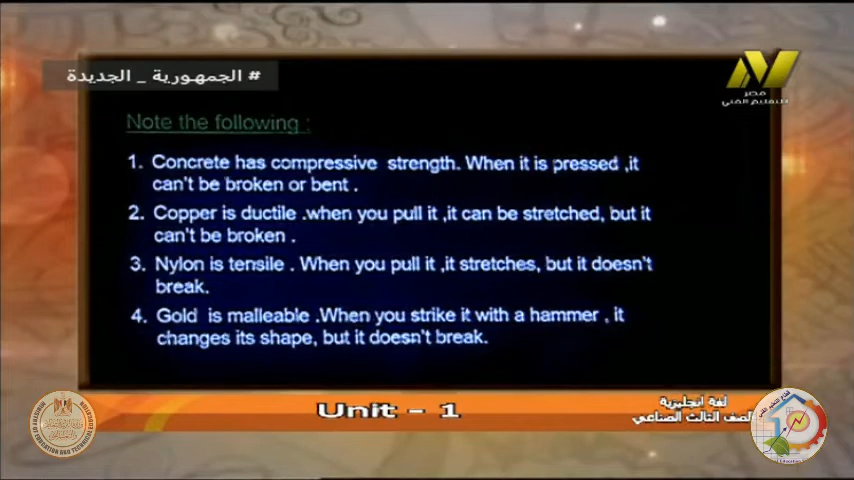 # الجمهورية _ الجديدة
مصر
للتعليم الفني
Note the following :
1. Concrete has compressive strength. When it is pressed ,it
can't be broken or bent .
2. Copper is ductile .when you pull it ,it can be stretched, but it
can't be broken .
3. Nylon is tensile . When you pull it ,it stretches, but it doesn't
break.
4. Gold is malleable .When you strike it with a hammer , it
changes its shape, but it doesn't break.
Unit - 1
لغة انجليزية
الصف الثالث الصناعي